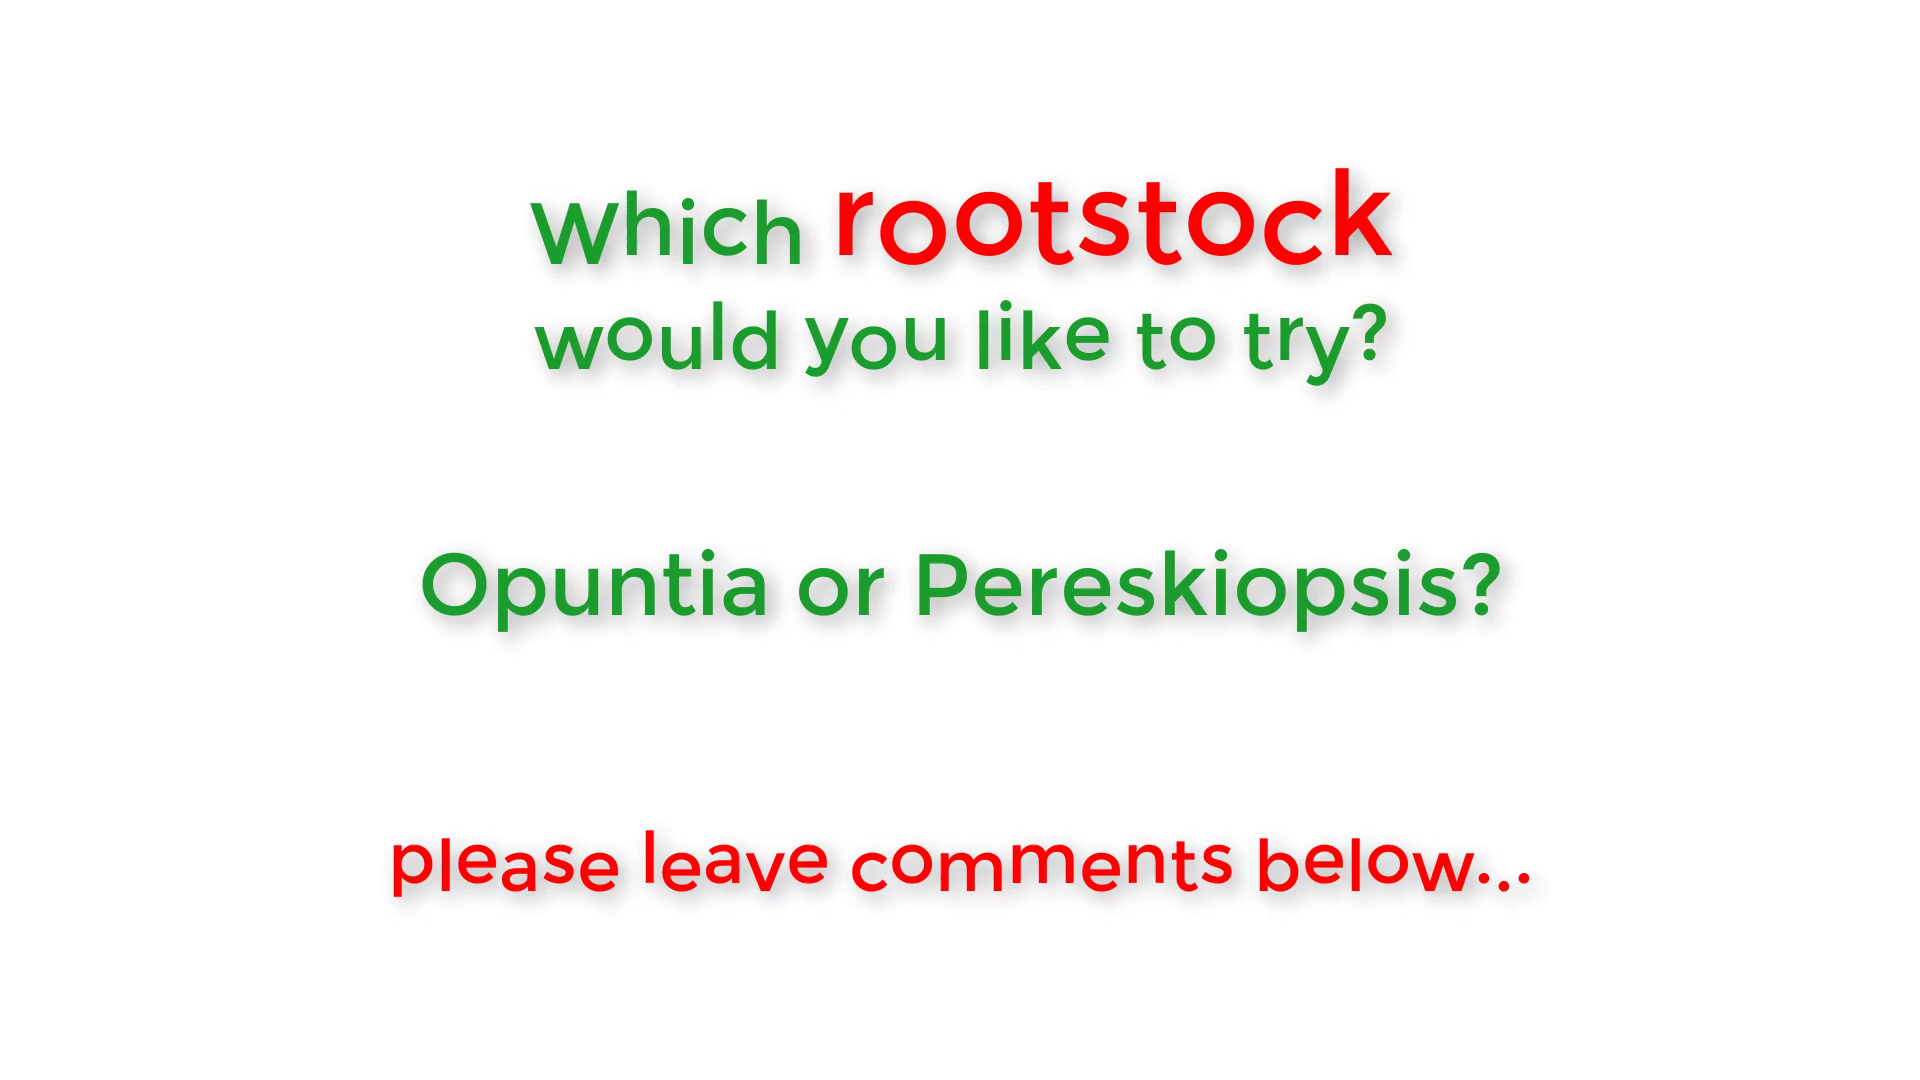 Which rootstock
would you like to try?
Opuntia or Pereskiopsis?
please leave comments below...